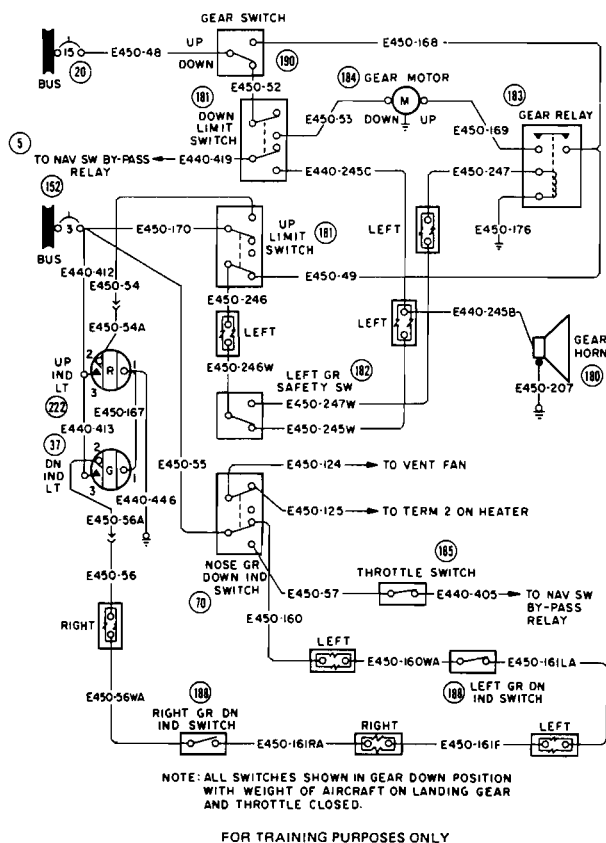 GEAR SWITCH
UP
DOWN
15
BUS
20
E450-48
190
E450-168
E450-52
181
DOWN
LIMIT
SWITCH
184
GEAR MOTOR
M
DOWN
UP
E450-53
E450-169
183
GEAR RELAY
5
TO NAV SW BY-PASS
RELAY
E440-419
E440-245C
E450-247
E450-176
152
3
BUS
E450-170
UP
LIMIT
SWITCH
181
LEFT
E440-412
E450-54
E450-49
E450-246
LEFT
LEFT
E440-245B
GEAR
HORN
180
E450-207
E450-54A
UP
IND
LT
2
R
1
3
222
E450-246W
LEFT GR
SAFETY SW
182
E450-247W
E450-245W
E450-167
E440-413
37
DN
IND
LT
2
G
1
3
E450-55
E440-446
E450-56A
E450-124
TO VENT FAN
E450-125
TO TERM 2 ON HEATER
NOSE GR
DOWN IND
SWITCH
70
185
THROTTLE SWITCH
E450-57
E440-405
TO NAV SW
BY-PASS
RELAY
E450-56
RIGHT
E450-160
LEFT
E450-160WA
E450-161LA
188
LEFT GR DN
IND SWITCH
E450-56WA
188
RIGHT GR DN
IND SWITCH
E450-161RA
RIGHT
E450-161F
LEFT
NOTE: ALL SWITCHES SHOWN IN GEAR DOWN POSITION
WITH WEIGHT OF AIRCRAFT ON LANDING GEAR
AND THROTTLE CLOSED.
FOR TRAINING PURPOSES ONLY